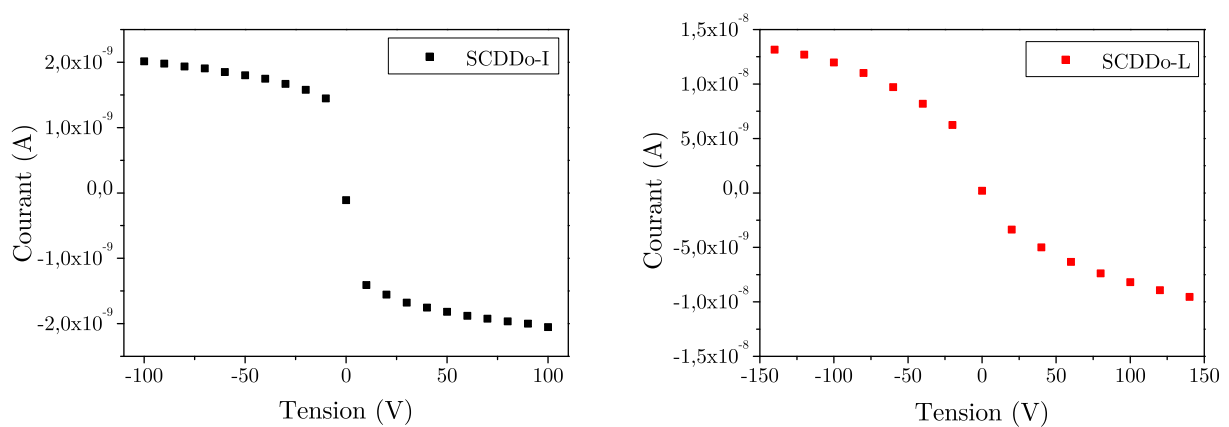 SCDDo-I
2,0x10⁻⁹
1,0x10⁻⁹
0,0
-1,0x10⁻⁹
-2,0x10⁻⁹
Courant (A)
-100 -50 0 50 100
Tension (V)
SCDDo-L
1,5x10⁻⁸
1,0x10⁻⁸
5,0x10⁻⁹
0,0
-5,0x10⁻⁹
-1,0x10⁻⁸
-1,5x10⁻⁸
Courant (A)
-150 -100 -50 0 50 100 150
Tension (V)